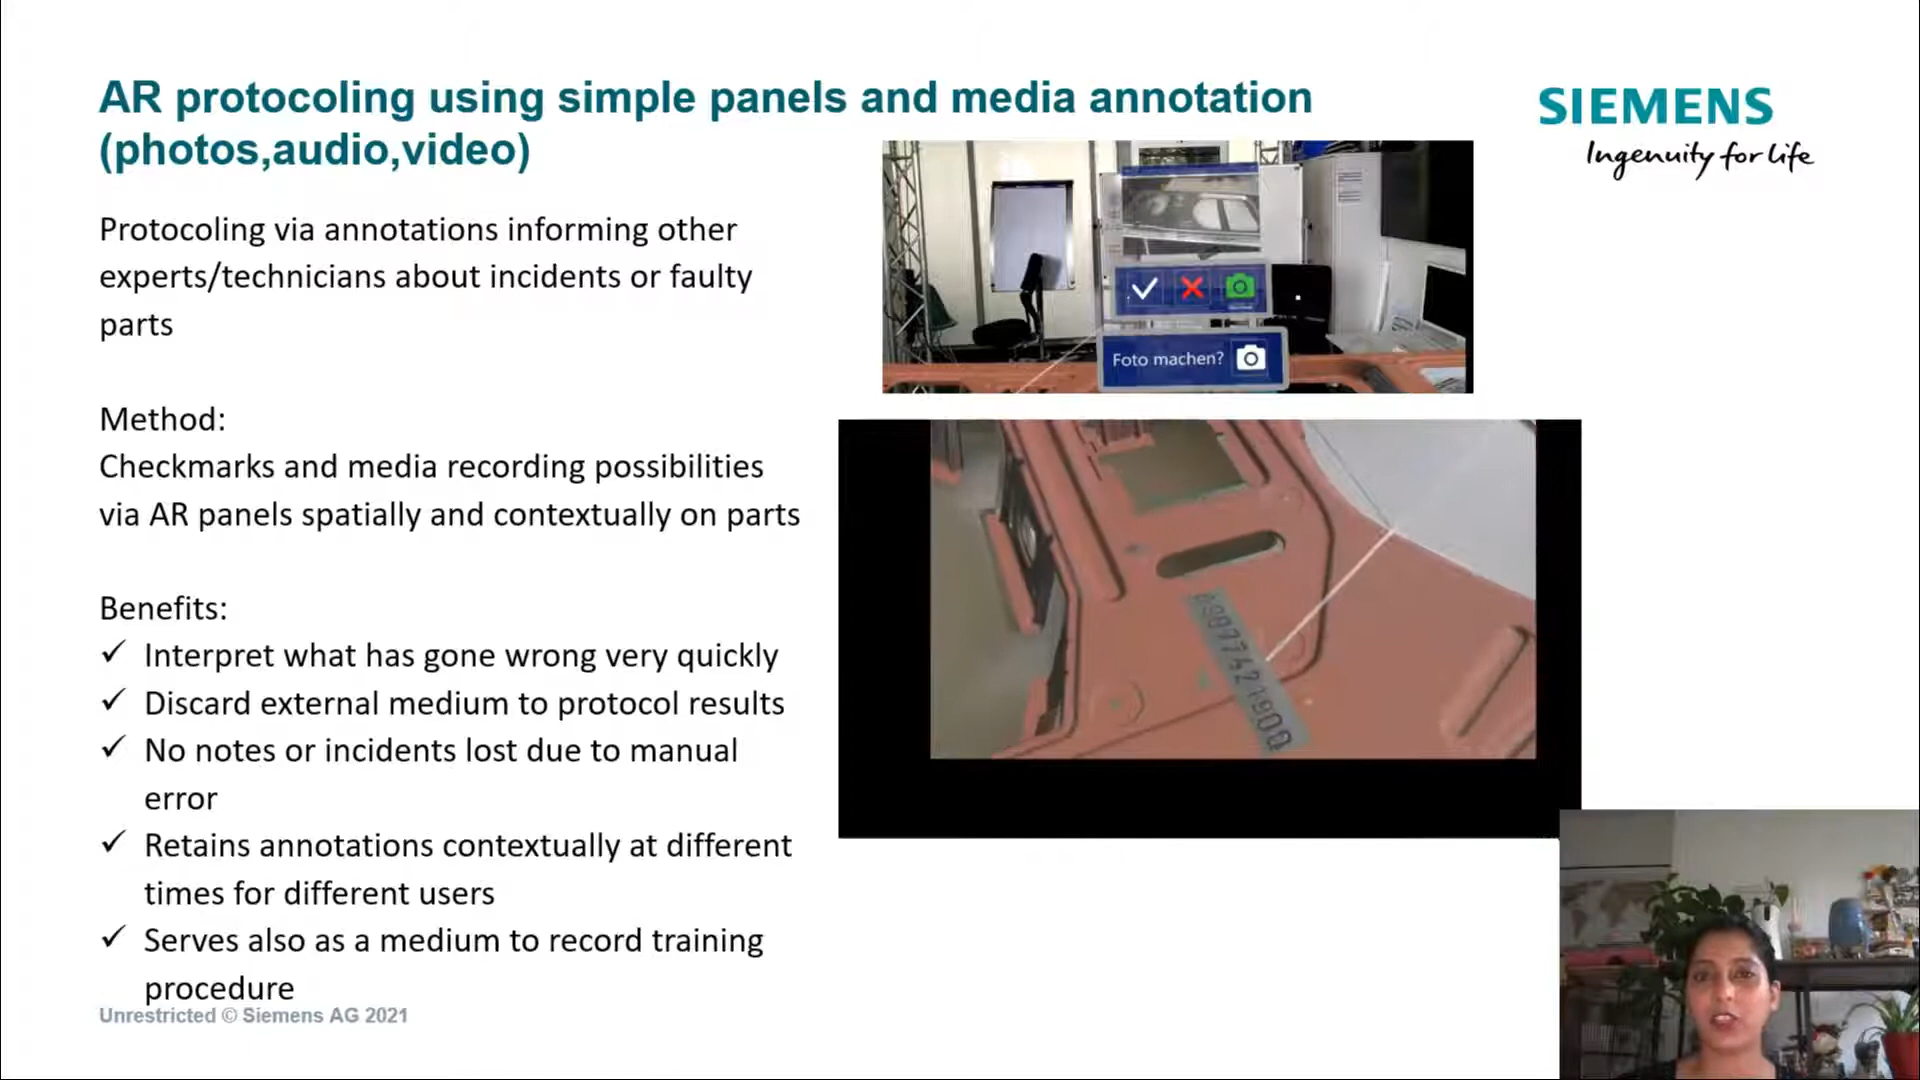 AR protocoling using simple panels and media annotation
(photos,audio,video)
SIEMENS
Ingenuity for life
Protocoling via annotations informing other
experts/technicians about incidents or faulty
parts
Foto machen?
Method:
Checkmarks and media recording possibilities
via AR panels spatially and contextually on parts
Benefits:
✓ Interpret what has gone wrong very quickly
✓ Discard external medium to protocol results
✓ No notes or incidents lost due to manual
error
✓ Retains annotations contextually at different
times for different users
✓ Serves also as a medium to record training
procedure
Unrestricted © Siemens AG 2021